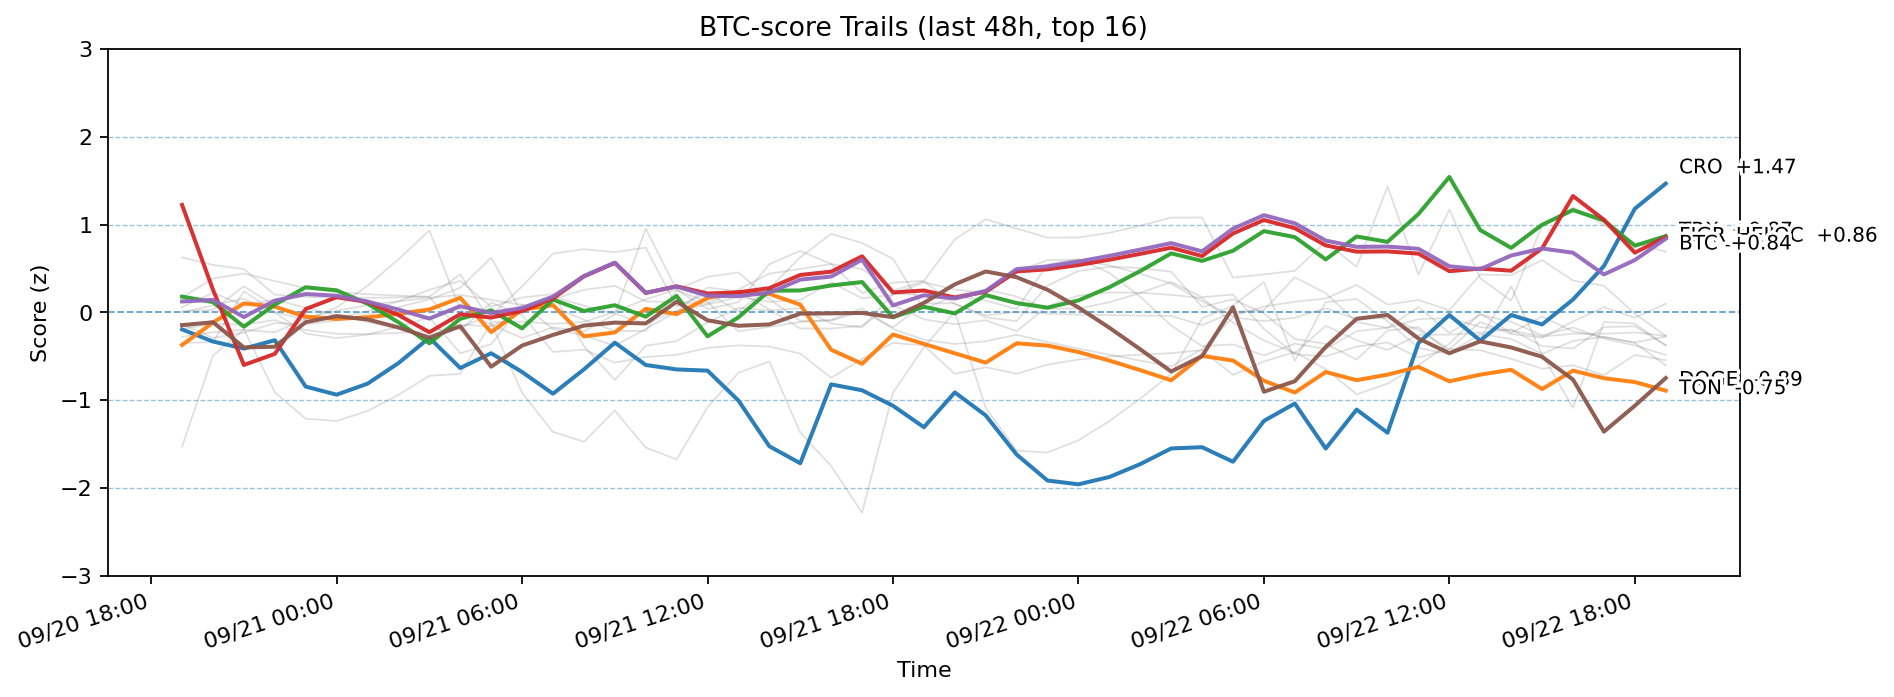 BTC-score Trails (last 48h, top 16)
Score (z)
3
2
1
0
−1
−2
−3
CRO +1.47
+0.86
BTC +0.84
TON -0.75
09/20 18:00
09/21 00:00
09/21 06:00
09/21 12:00
09/21 18:00
09/22 00:00
09/22 06:00
09/22 12:00
09/22 18:00
Time